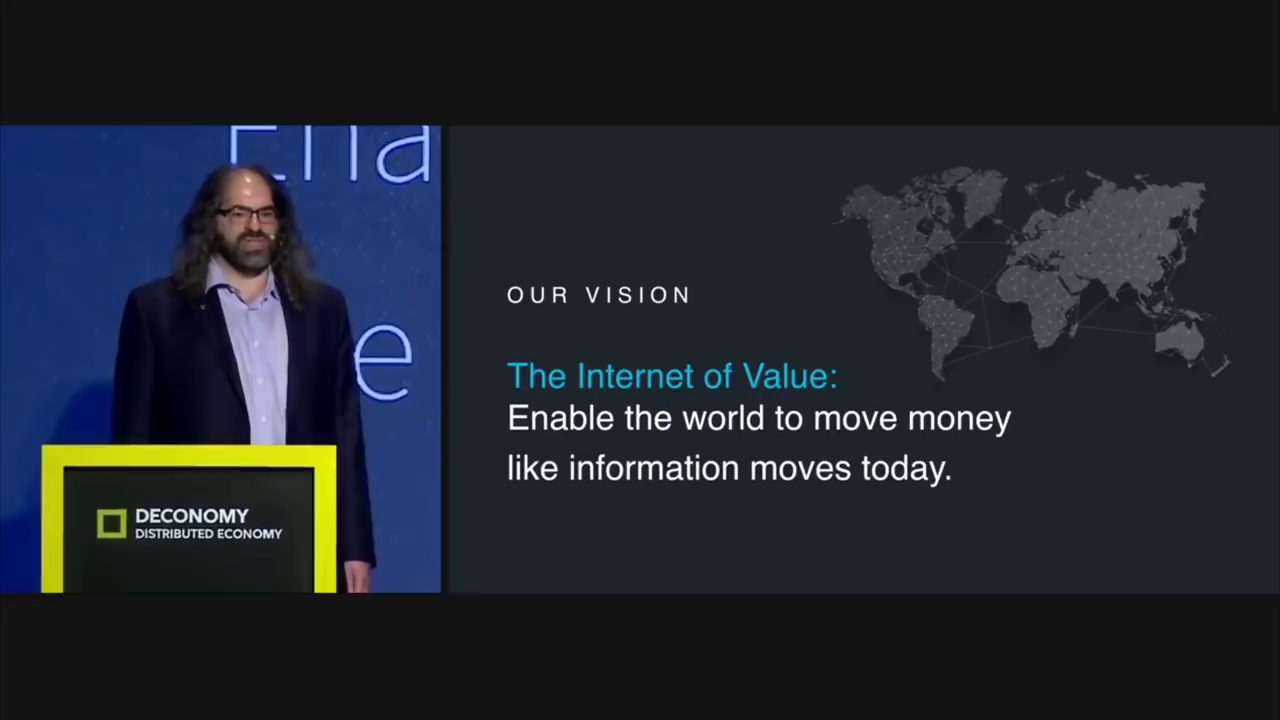 Ena
e
DECONOMY
DISTRIBUTED ECONOMY
OUR VISION
The Internet of Value:
Enable the world to move money
like information moves today.